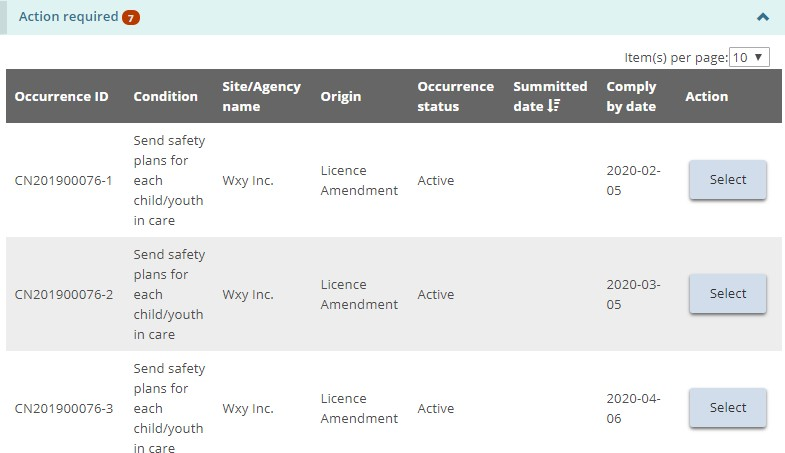 Action required 7
Item(s) per page: 10
Occurrence ID Condition Site/Agency name Origin Occurrence status Summitted date Comply by date Action
CN201900076-1 Send safety plans for each child/youth in care Wxy Inc. Licence Amendment Active 2020-02-05 Select
CN201900076-2 Send safety plans for each child/youth in care Wxy Inc. Licence Amendment Active 2020-03-05 Select
CN201900076-3 Send safety plans for each child/youth in care Wxy Inc. Licence Amendment Active 2020-04-06 Select